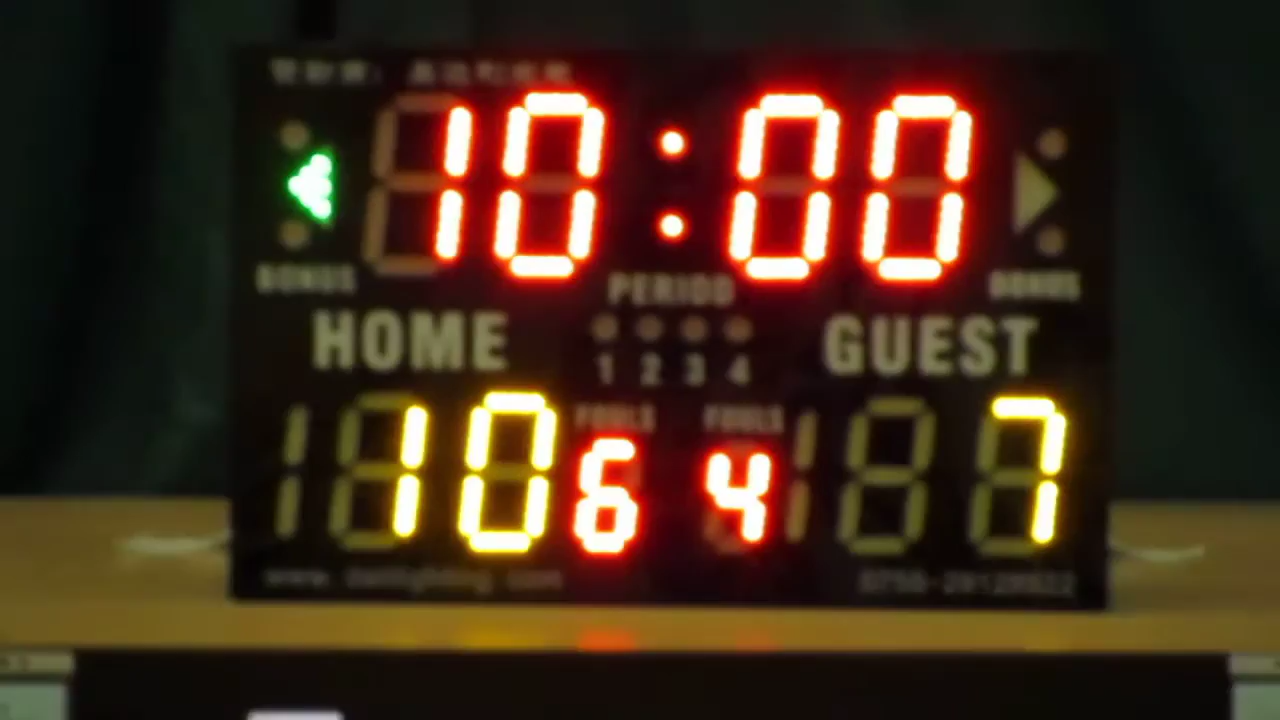 10:00
BONUS PERIOD BONUS
HOME GUEST
1 2 3 4
FOULS FOULS
10 6 4 7